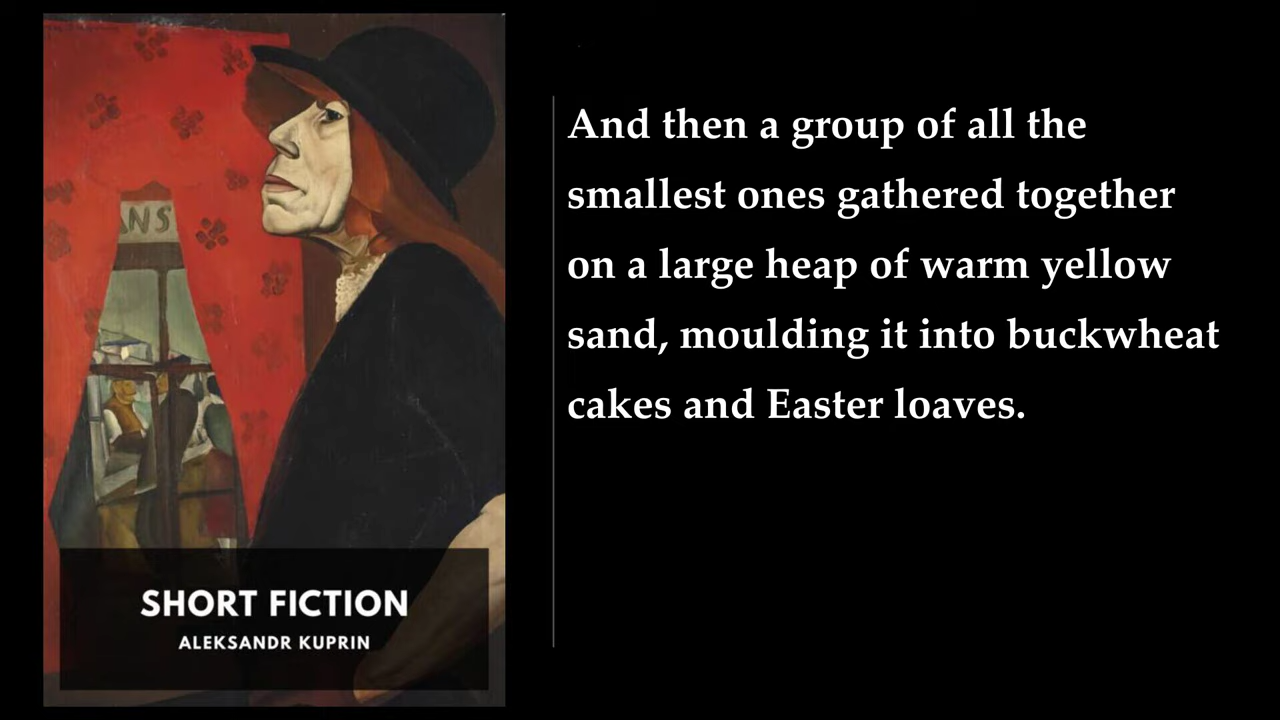 ANS
SHORT FICTION
ALEKSANDR KUPRIN
And then a group of all the
smallest ones gathered together
on a large heap of warm yellow
sand, moulding it into buckwheat
cakes and Easter loaves.